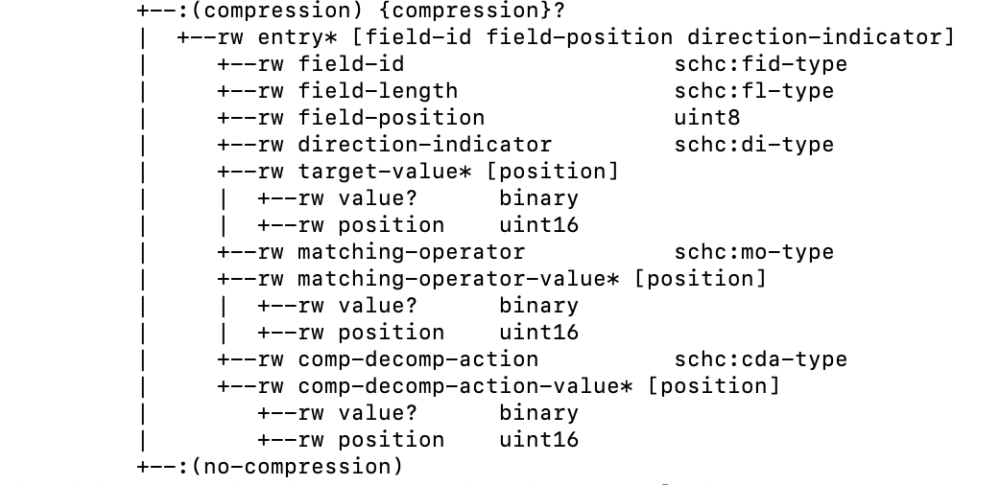 +--:(compression) {compression}?
|  +--rw entry* [field-id field-position direction-indicator]
|     +--rw field-id                    schc:fid-type
|     +--rw field-length                schc:fl-type
|     +--rw field-position              uint8
|     +--rw direction-indicator         schc:di-type
|     +--rw target-value* [position]
|     |  +--rw value?      binary
|     |  +--rw position    uint16
|     +--rw matching-operator           schc:mo-type
|     +--rw matching-operator-value* [position]
|     |  +--rw value?      binary
|     |  +--rw position    uint16
|     +--rw comp-decomp-action          schc:cda-type
|     +--rw comp-decomp-action-value* [position]
|        +--rw value?      binary
|        +--rw position    uint16
+--:(no-compression)